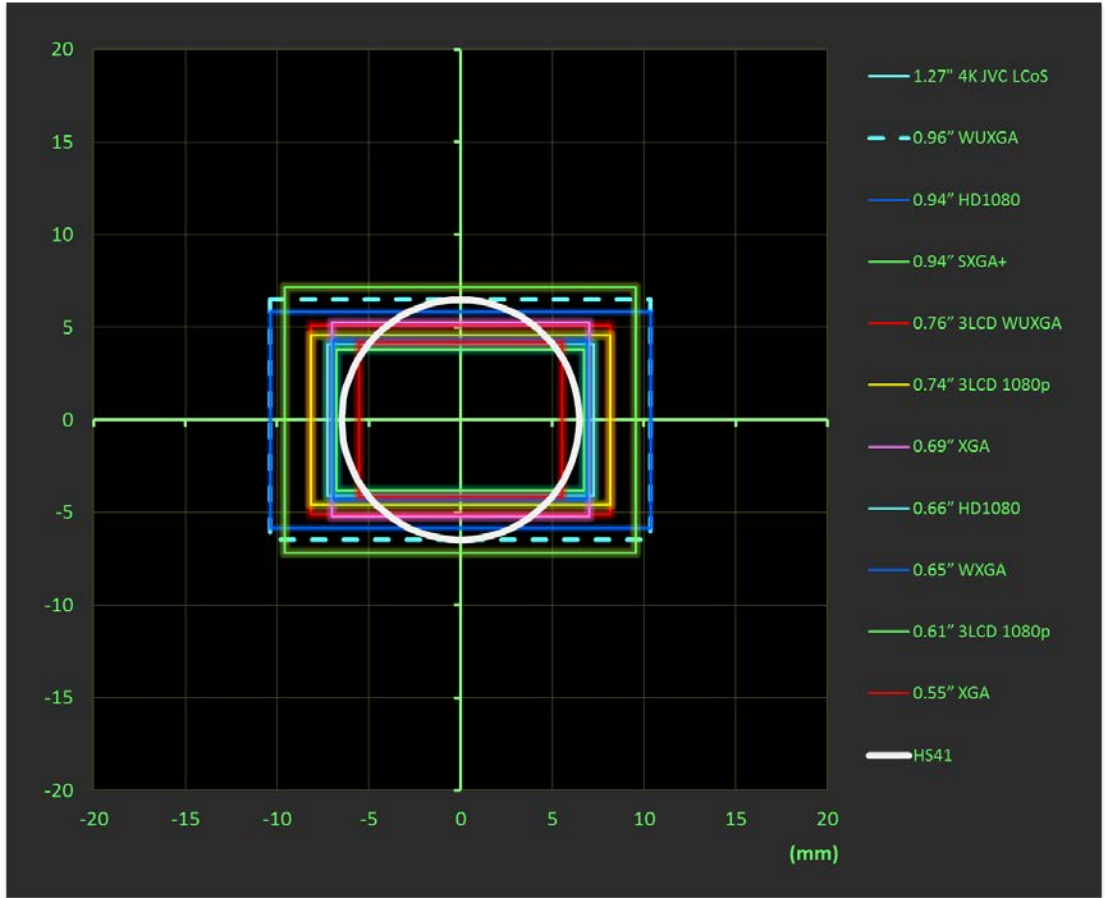 20
15
10
5
0
-5
-10
-15
-20
-20 -15 -10 -5 0 5 10 15 20
(mm)
1.27" 4K JVC LCoS
0.96” WUXGA
0.94” HD1080
0.94” SXGA+
0.76” 3LCD WUXGA
0.74” 3LCD 1080p
0.69” XGA
0.66” HD1080
0.65” WXGA
0.61” 3LCD 1080p
0.55” XGA
HS41